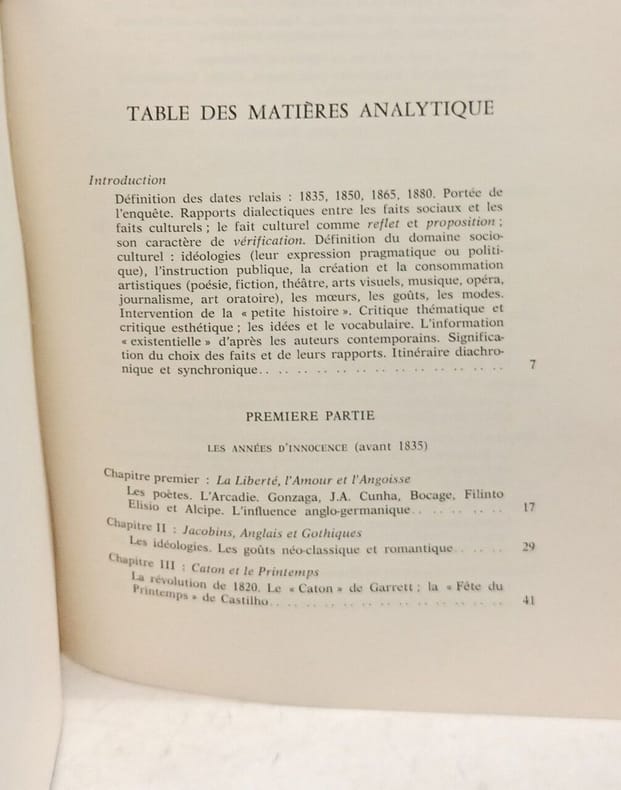 TABLE DES MATIÈRES ANALYTIQUE
Introduction
Définition des dates relais : 1835, 1850, 1865, 1880. Portée de
l'enquête. Rapports dialectiques entre les faits sociaux et les
faits culturels ; le fait culturel comme reflet et proposition ;
son caractère de vérification. Définition du domaine socio-
culturel : idéologies (leur expression pragmatique ou politi-
que), l'instruction publique, la création et la consommation
artistiques (poésie, fiction, théâtre, arts visuels, musique, opéra,
journalisme, art oratoire), les mœurs, les goûts, les modes.
Intervention de la « petite histoire ». Critique thématique et
critique esthétique ; les idées et le vocabulaire. L'information
« existentielle » d'après les auteurs contemporains. Significa-
tion du choix des faits et de leurs rapports. Itinéraire diachro-
nique et synchronique.. .. .. .. .. .. .. .. .. .. .. .. .. 7
PREMIERE PARTIE
LES ANNÉES D'INNOCENCE (avant 1835)
Chapitre premier : La Liberté, l'Amour et l'Angoisse
Les poètes. L'Arcadie. Gonzaga, J.A. Cunha, Bocage, Filinto
Elisio et Alcipe. L'influence anglo-germanique.. .. .. .. .. 17
Chapitre II : Jacobins, Anglais et Gothiques
Les idéologies. Les goûts néo-classique et romantique.. .. .. 29
Chapitre III : Caton et le Printemps
La révolution de 1820. Le « Caton » de Garrett ; la « Fête du
Printemps » de Castilho.. .. .. .. .. .. .. .. .. .. .. .. 41